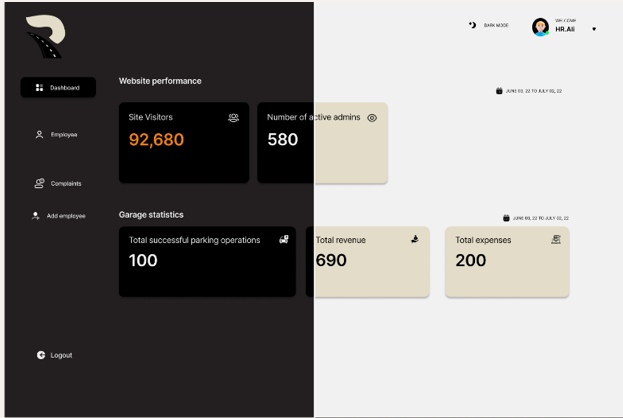 DARK MODE
WELCOME
HR.Ali
Dashboard
Employee
Complaints
Add employee
Logout
Website performance
JUNE 03, 22 TO JULY 02, 22
Site Visitors
92,680
Number of active admins
580
Garage statistics
JUNE 03, 22 TO JULY 02, 22
Total successful parking operations
100
Total revenue
690
Total expenses
200